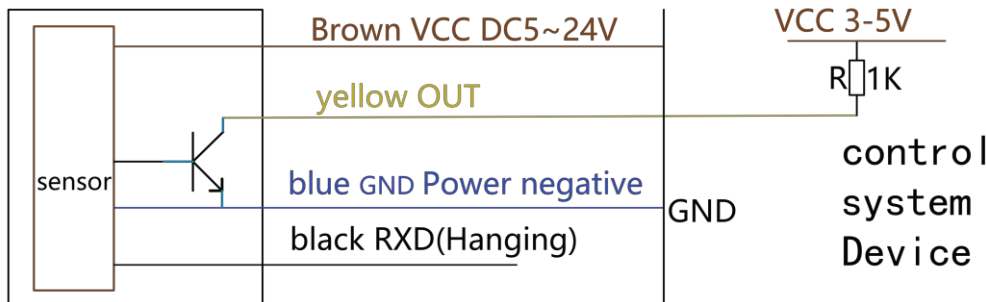 Brown VCC DC5~24V
VCC 3-5V
R 1K
yellow OUT
control
sensor
blue GND Power negative
GND
system
black RXD(Hanging)
Device